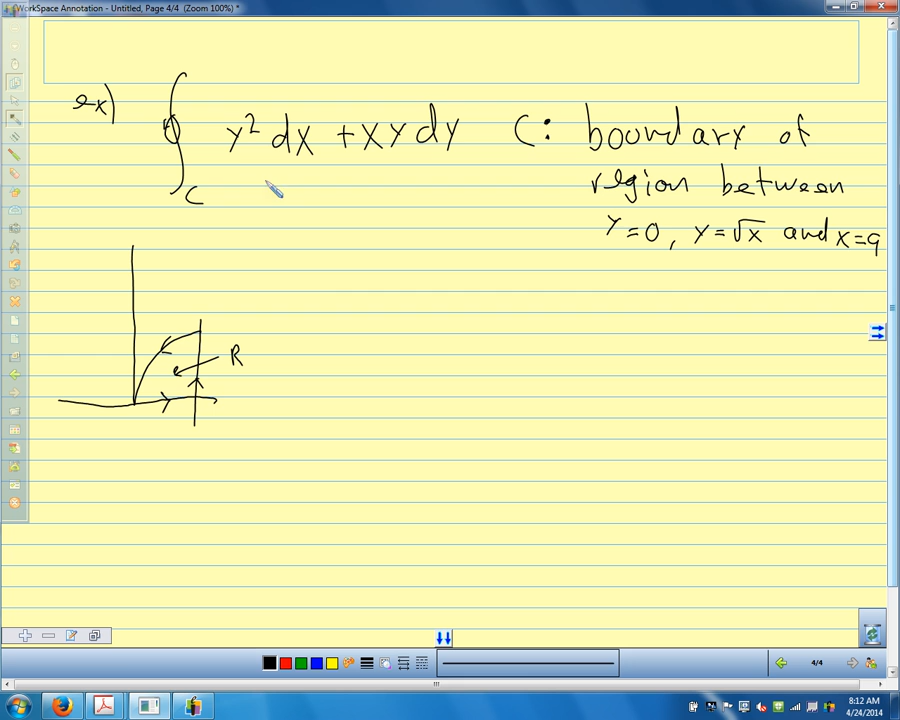 WorkSpace Annotation - Untitled, Page 4/4 (Zoom 100%) *
ex) ∮ y² dx + xy dy C: boundary of
C region between
y=0, y=√x and x=9
R
4/4
8:12 AM
4/24/2014